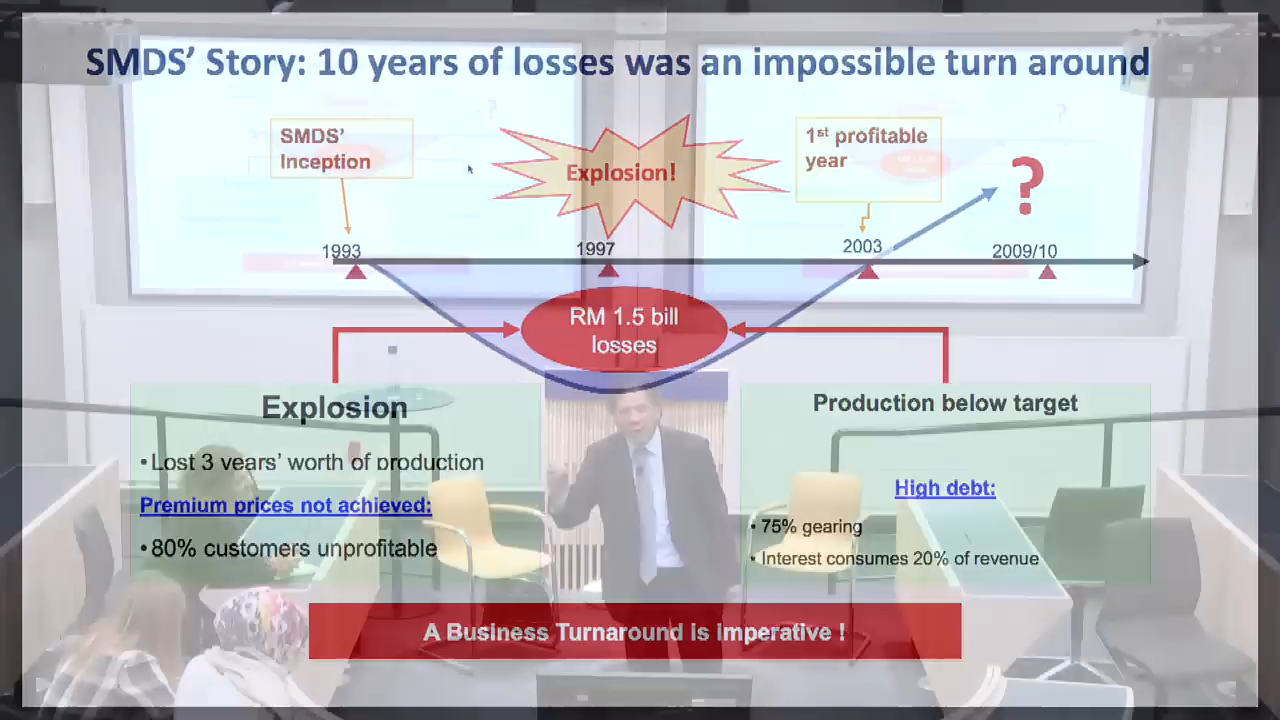 SMDS' Story: 10 years of losses was an impossible turn around
SMDS'
Inception
Explosion!
1st profitable
year
?
1993
1997
2003
2009/10
RM 1.5 bill
losses
Explosion
•Lost 3 years' worth of production
Premium prices not achieved:
•80% customers unprofitable
Production below target
High debt:
• 75% gearing
• Interest consumes 20% of revenue
A Business Turnaround is imperative !